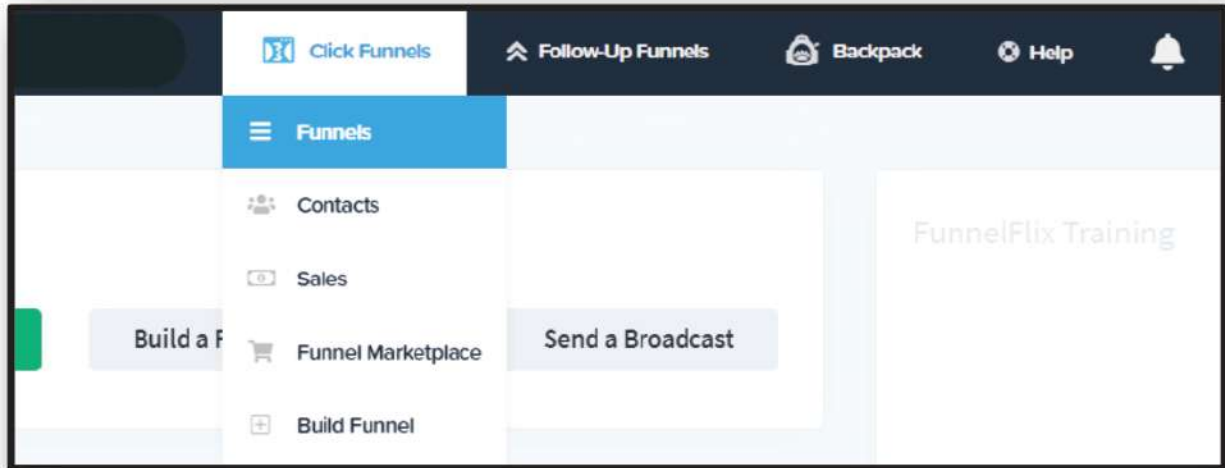 Click Funnels
Follow-Up Funnels
Backpack
Help
Funnels
Contacts
FunnelFlix Training
Sales
Build a F
Send a Broadcast
Funnel Marketplace
Build Funnel